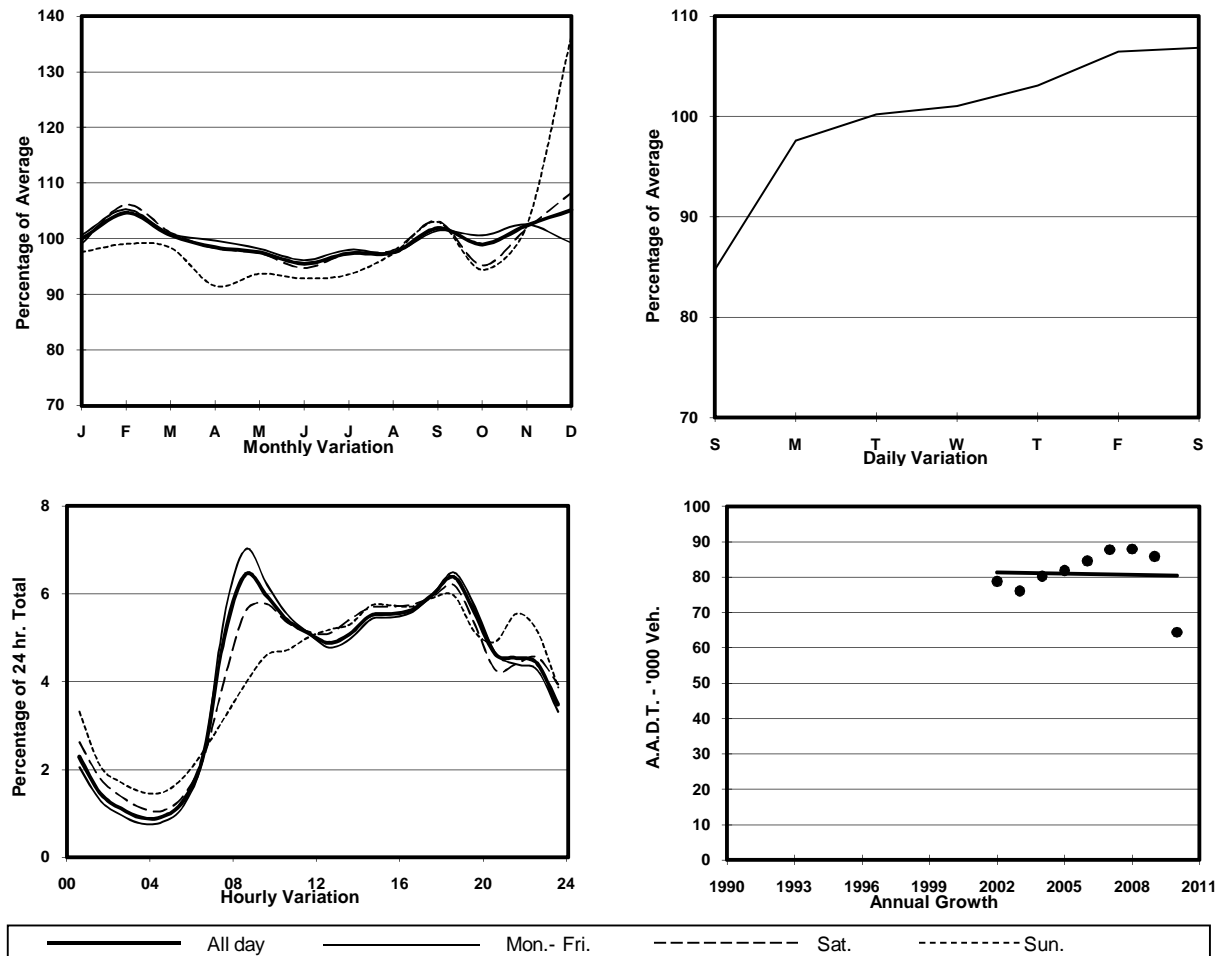 140
130
120
110
100
90
80
70
Percentage of Average
J F M A M J J A S O N D
Monthly Variation
110
100
90
80
70
Percentage of Average
S M T W T F S
Daily Variation
8
6
4
2
0
Percentage of 24 hr. Total
00 04 08 12 16 20 24
Hourly Variation
100
90
80
70
60
50
40
30
20
10
0
A.A.D.T. - '000 Veh.
1990 1993 1996 1999 2002 2005 2008 2011
Annual Growth
All day Mon.- Fri. Sat. Sun.